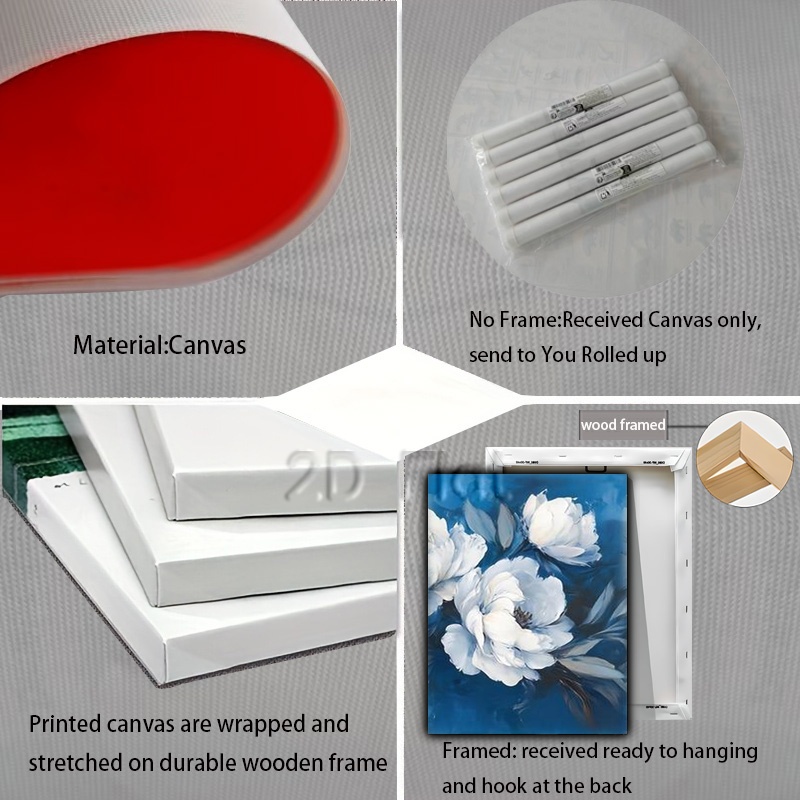 Material:Canvas
No Frame:Received Canvas only,
send to You Rolled up
wood framed
2D
Printed canvas are wrapped and
stretched on durable wooden frame
Framed: received ready to hanging
and hook at the back